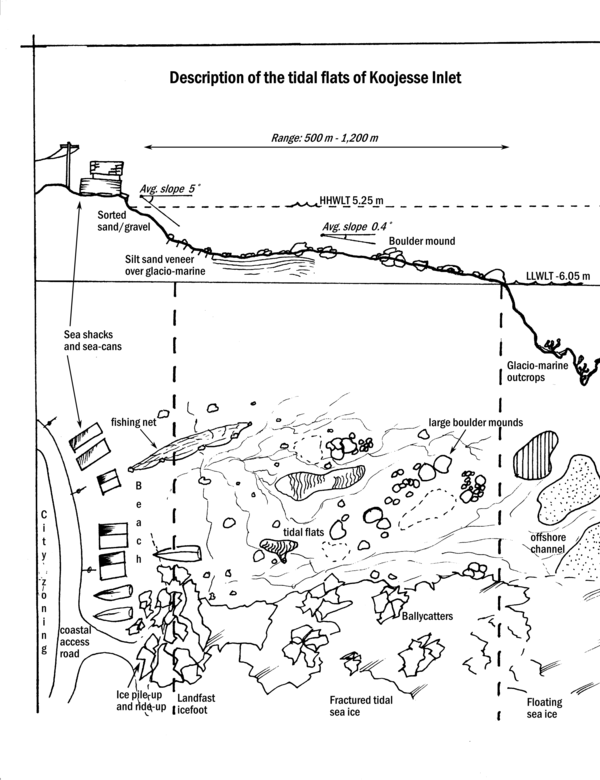 Description of the tidal flats of Koojesse Inlet
Range: 500 m - 1,200 m
Avg. slope 5˚
HHWLT 5.25 m
Sorted
sand/gravel
Avg. slope 0.4˚
Boulder mound
Silt sand veneer
over glacio-marine
LLWLT -6.05 m
Sea shacks
and sea-cans
Glacio-marine
outcrops
fishing net
large boulder mounds
Beach
City zoning
tidal flats
offshore
channel
coastal
access
road
Ballycatters
Ice pile-up
and ride-up
Landfast
icefoot
Fractured tidal
sea ice
Floating
sea ice